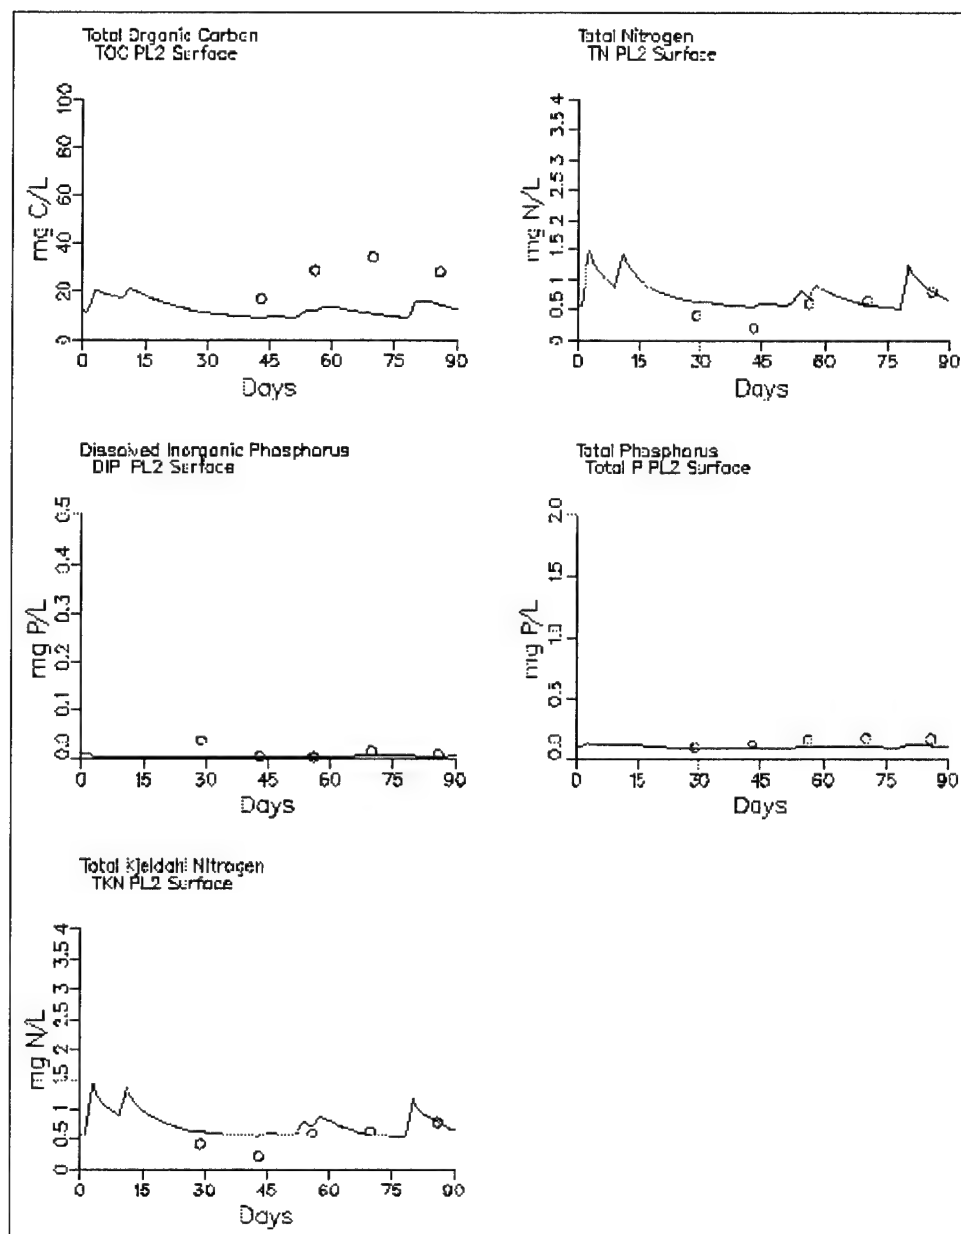 Total Organic Carbon
TOC PL2 Surface
mg C/L
0 20 40 60 80 100
0 15 30 45 60 75 90
Days
Total Nitrogen
TN PL2 Surface
mg N/L
0 0.5 1 1.5 2 2.5 3 3.5 4
0 15 30 45 60 75 90
Days
Dissolved Inorganic Phosphorus
DIP PL2 Surface
mg P/L
0.0 0.1 0.2 0.3 0.4 0.5
0 15 30 45 60 75 90
Days
Total Phosphorus
Total P PL2 Surface
mg P/L
0.0 0.5 1.0 1.5 2.0
0 15 30 45 60 75 90
Days
Total Kjeldahl Nitrogen
TKN PL2 Surface
mg N/L
0 0.5 1 1.5 2 2.5 3 3.5 4
0 15 30 45 60 75 90
Days